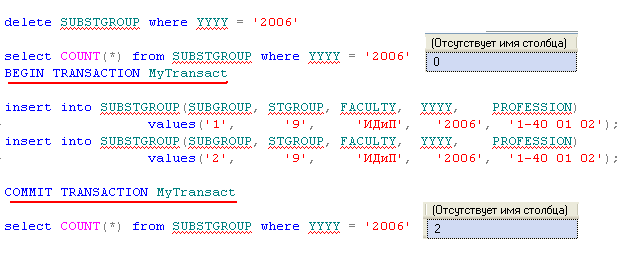 delete SUBSTGROUP where YYYY = '2006'
select COUNT(*) from SUBSTGROUP where YYYY = '2006'
(Отсутствует имя столбца)
0
BEGIN TRANSACTION MyTransact
insert into SUBSTGROUP(SUBGROUP, STGROUP, FACULTY, YYYY, PROFESSION)
values('1', '9', 'ИДиП', '2006', '1-40 01 02');
insert into SUBSTGROUP(SUBGROUP, STGROUP, FACULTY, YYYY, PROFESSION)
values('2', '9', 'ИДиП', '2006', '1-40 01 02');
COMMIT TRANSACTION MyTransact
select COUNT(*) from SUBSTGROUP where YYYY = '2006'
(Отсутствует имя столбца)
2